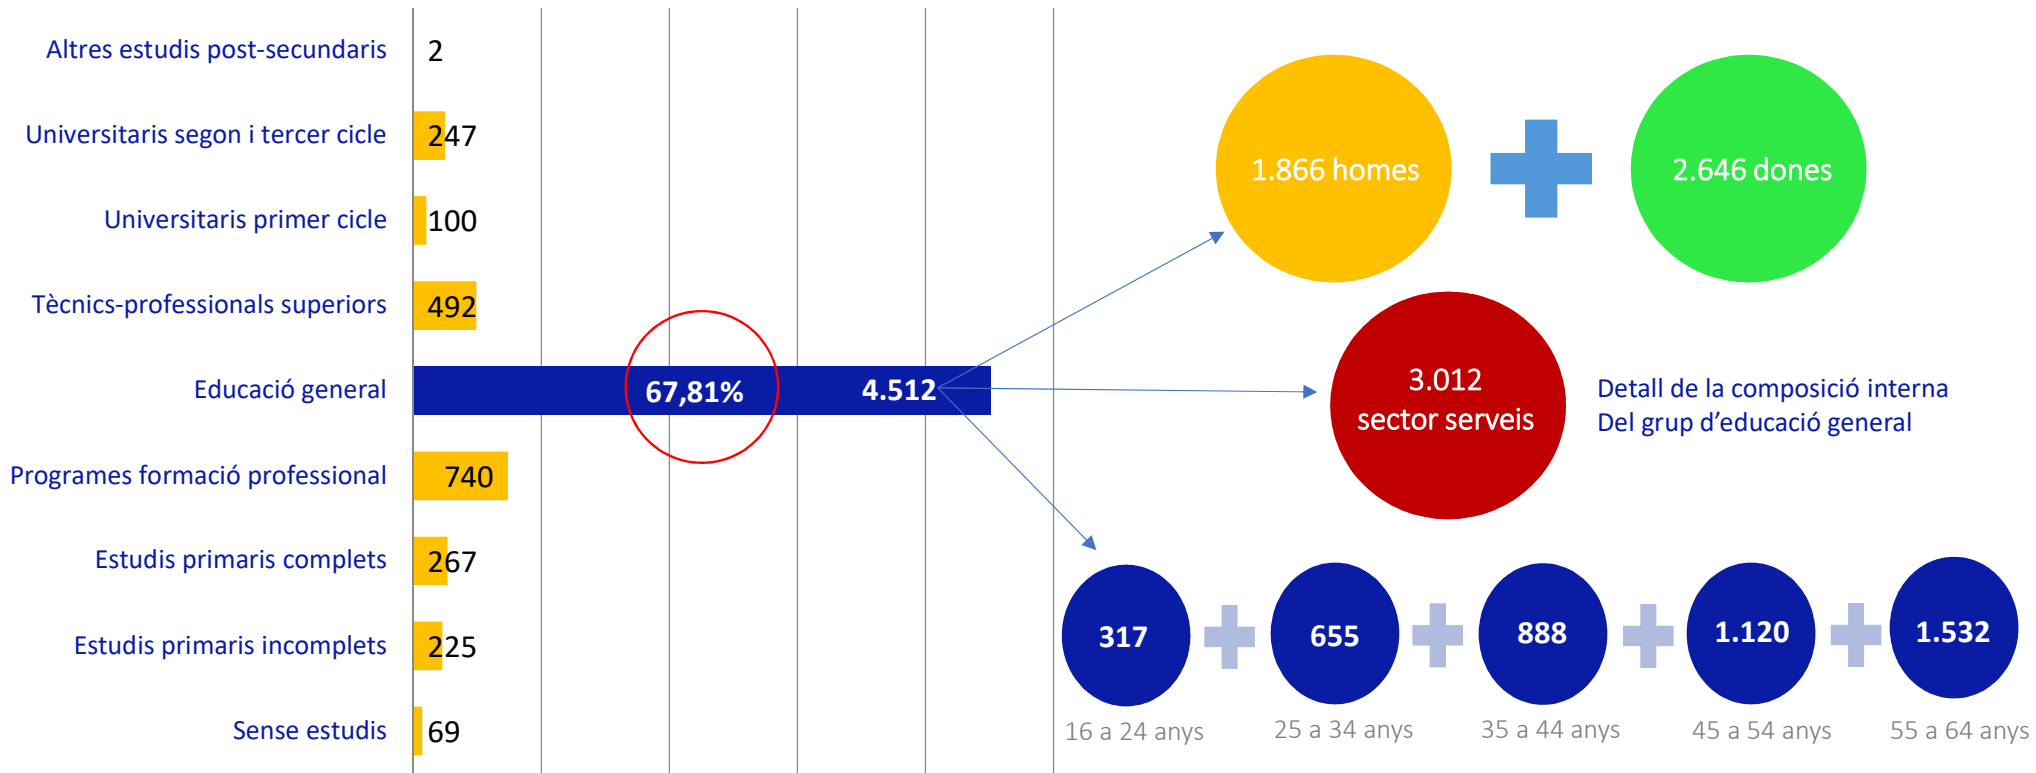 Altres estudis post-secundaris
2
Universitaris segon i tercer cicle
247
Universitaris primer cicle
100
Tècnics-professionals superiors
492
Educació general
67,81%
4.512
Programes formació professional
740
Estudis primaris complets
267
Estudis primaris incomplets
225
Sense estudis
69
1.866 homes
2.646 dones
3.012
sector serveis
Detall de la composició interna
Del grup d’educació general
317
655
888
1.120
1.532
16 a 24 anys
25 a 34 anys
35 a 44 anys
45 a 54 anys
55 a 64 anys